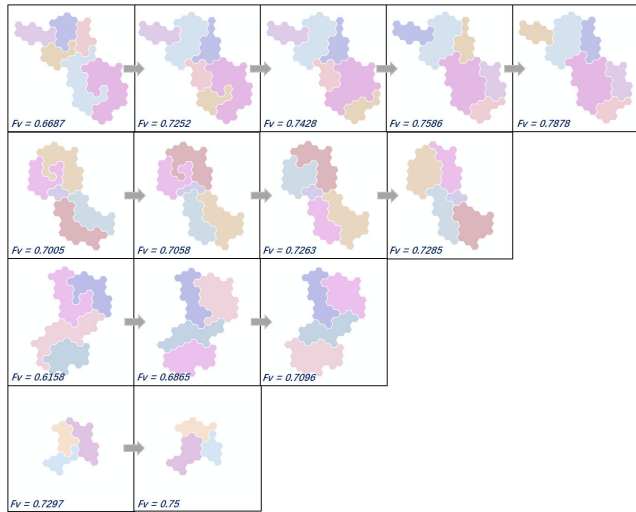 Fv = 0.6687
Fv = 0.7252
Fv = 0.7428
Fv = 0.7586
Fv = 0.7878
Fv = 0.7005
Fv = 0.7058
Fv = 0.7263
Fv = 0.7285
Fv = 0.6158
Fv = 0.6865
Fv = 0.7096
Fv = 0.7297
Fv = 0.75